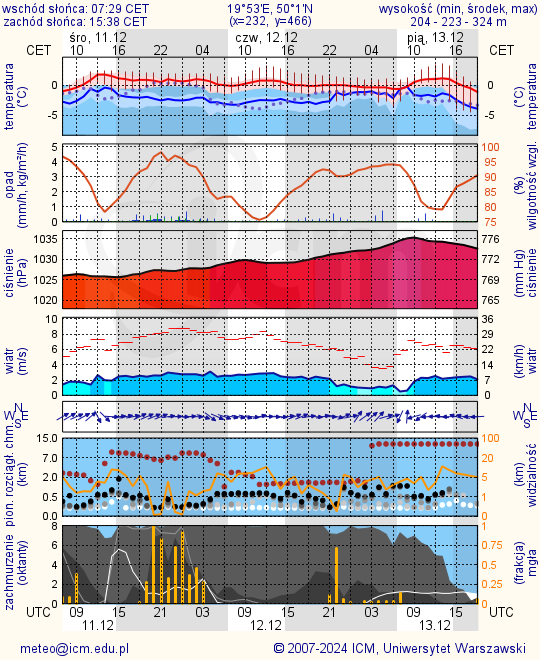 wschód słońca: 07:29 CET 19°53'E, 50°1'N wysokość (min, środek, max)
zachód słońca: 15:38 CET (x=232, y=466) 204 - 223 - 324 m
śro, 11.12 czw, 12.12 pią, 13.12
CET 10 16 22 04 10 16 22 04 10 16 CET
temperatura (°C)
0
-5
temperatura (°C)
0
-5
opad (mm/h, kg/m²/h)
5
4
3
2
1
0
wilgotność wzgl. (%)
100
95
90
85
80
75
ciśnienie (hPa)
1035
1030
1025
1020
ciśnienie (mm Hg)
776
772
769
765
wiatr (m/s)
10
8
6
4
2
0
wiatr (km/h)
36
29
22
14
7
0
N
W E
S
N
W E
S
pion. rozciągł. chm. (km)
15.0
7.0
2.0
0.5
0.0
widzialność (km)
100
20
5
1
0
zachmurzenie (oktanty)
8
6
4
2
0
mgła (frakcja)
1
0.75
0.5
0.25
0
UTC 09 15 21 03 09 15 21 03 09 15 UTC
11.12 12.12 13.12
meteo@icm.edu.pl © 2007-2024 ICM, Uniwersytet Warszawski